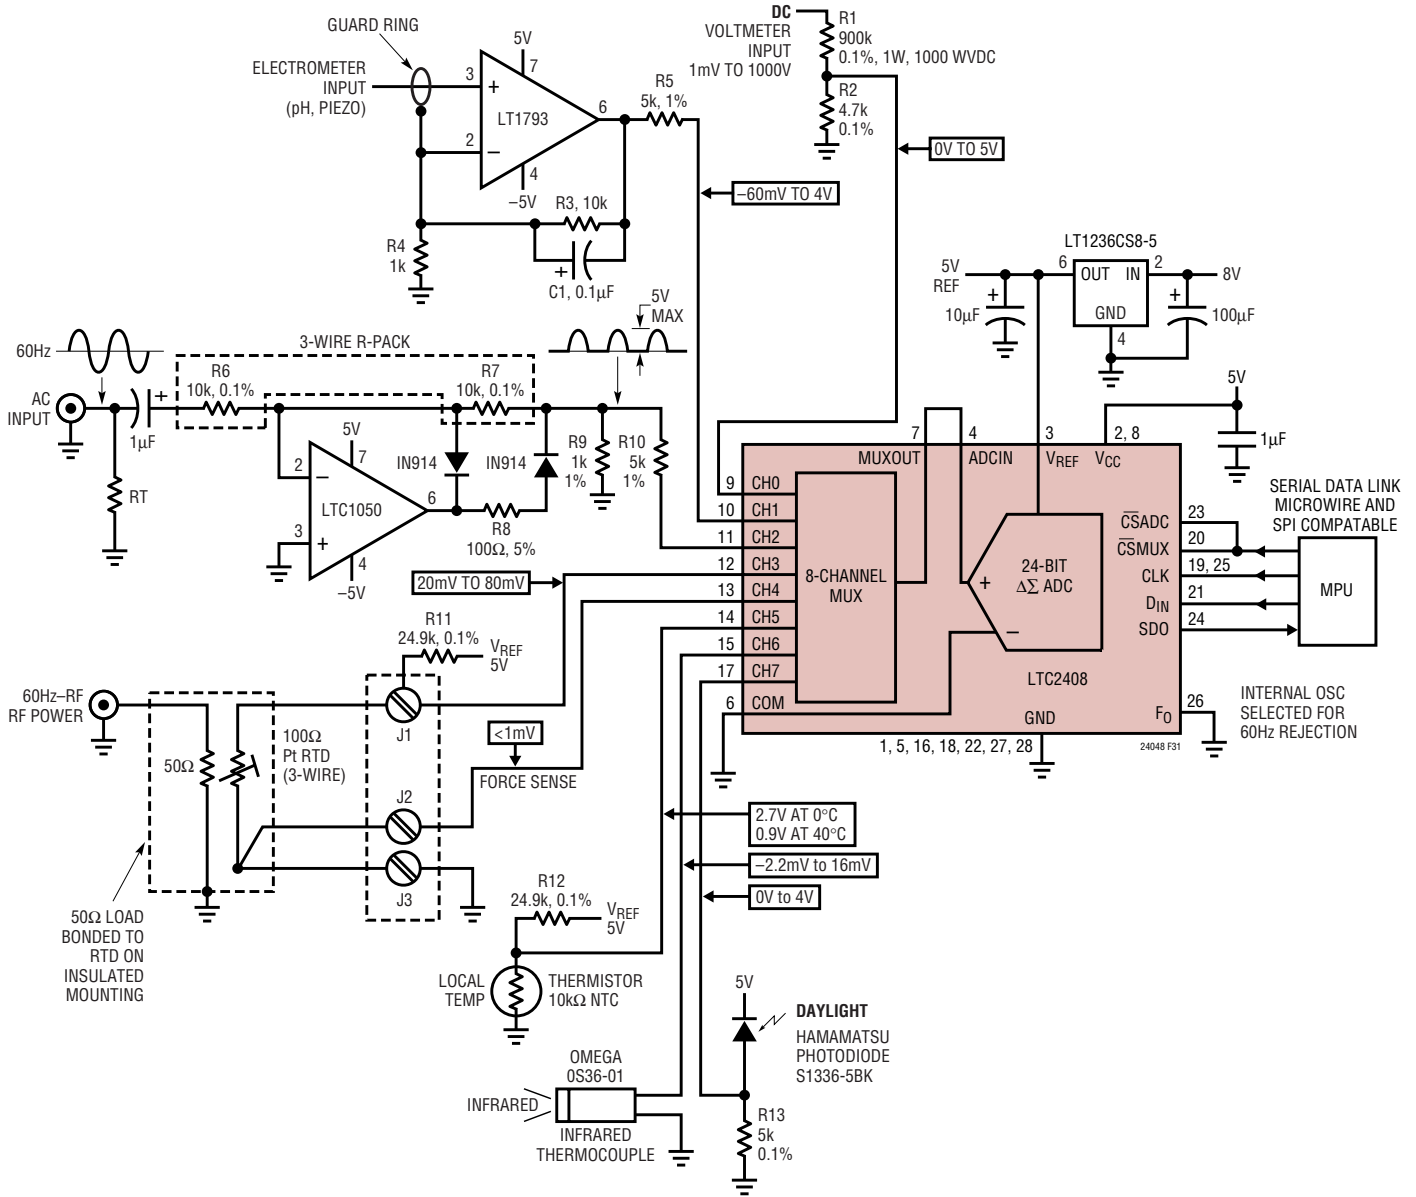 GUARD RING
ELECTROMETER
INPUT
(pH, PIEZO)
5V
7
3
+
LT1793
2
–
6
4
–5V
R5
5k, 1%
R3, 10k
R4
1k
+
C1, 0.1µF
DC
VOLTMETER
INPUT
1mV TO 1000V
R1
900k
0.1%, 1W, 1000 WVDC
R2
4.7k
0.1%
0V TO 5V
–60mV TO 4V
LT1236CS8-5
5V
REF
6
OUT
IN
2
8V
GND
4
+
10µF
+
100µF
5V
1µF
60Hz
AC
INPUT
+
1µF
RT
3-WIRE R-PACK
R6
10k, 0.1%
R7
10k, 0.1%
5V
MAX
5V
7
2
–
LTC1050
3
+
6
4
–5V
IN914
IN914
R8
100Ω, 5%
R9
1k
1%
R10
5k
1%
20mV TO 80mV
7
4
3
2, 8
MUXOUT
ADCIN
VREF
VCC
9
CH0
10
CH1
11
CH2
12
CH3
13
CH4
14
CH5
15
CH6
17
CH7
6
COM
8-CHANNEL
MUX
+
–
24-BIT
ΔΣ ADC
LTC2408
GND
1, 5, 16, 18, 22, 27, 28
C̅S̅ADC
23
C̅S̅MUX
20
CLK
19, 25
DIN
21
SDO
24
FO
26
24048 F31
SERIAL DATA LINK
MICROWIRE AND
SPI COMPATABLE
MPU
INTERNAL OSC
SELECTED FOR
60Hz REJECTION
R11
24.9k, 0.1%
VREF
5V
60Hz–RF
RF POWER
50Ω
100Ω
Pt RTD
(3-WIRE)
J1
J2
J3
<1mV
FORCE SENSE
50Ω LOAD
BONDED TO
RTD ON
INSULATED
MOUNTING
2.7V AT 0°C
0.9V AT 40°C
–2.2mV to 16mV
0V to 4V
R12
24.9k, 0.1%
VREF
5V
LOCAL
TEMP
THERMISTOR
10kΩ NTC
5V
DAYLIGHT
HAMAMATSU
PHOTODIODE
S1336-5BK
OMEGA
0S36-01
INFRARED
INFRARED
THERMOCOUPLE
R13
5k
0.1%